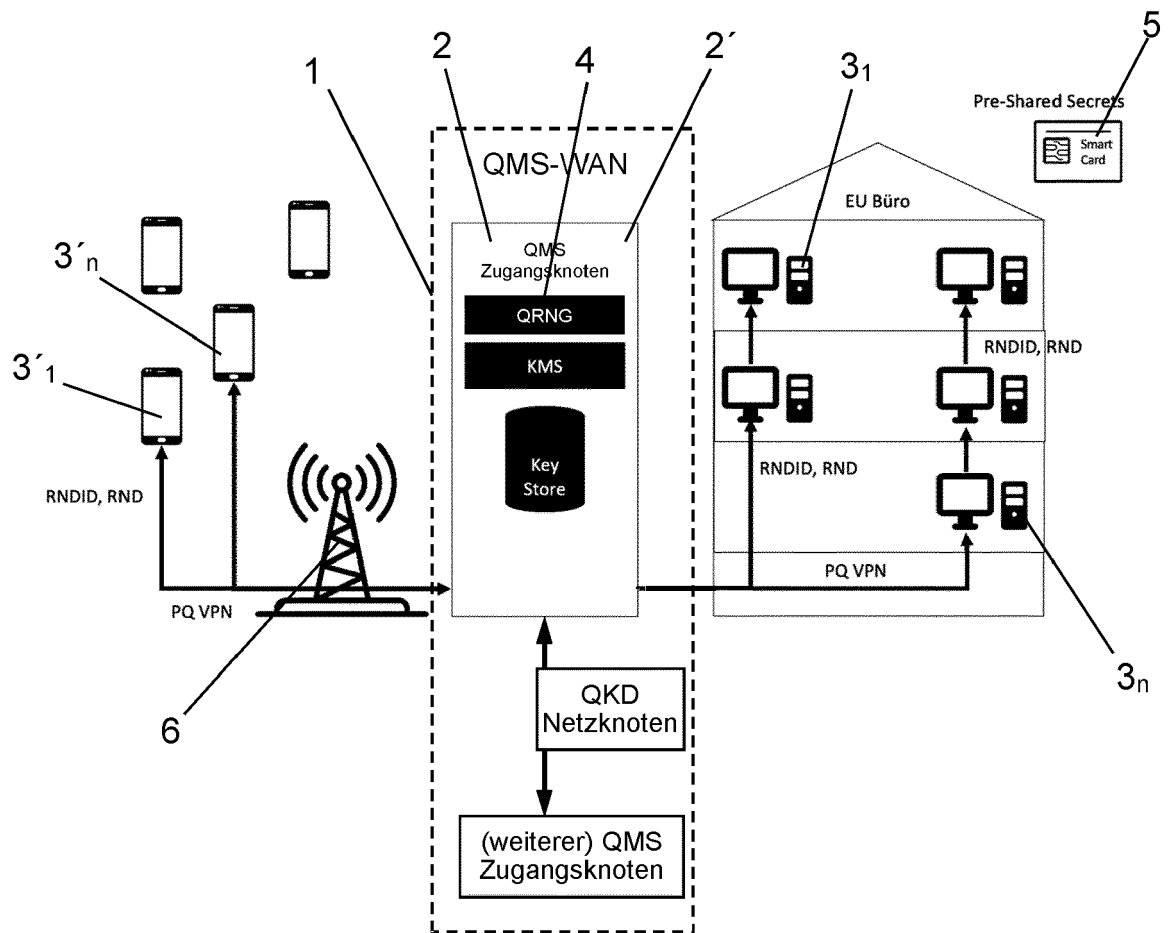 1
2
4
2´
3₁
5
Pre-Shared Secrets
Smart
Card
QMS-WAN
EU Büro
QMS
Zugangsknoten
QRNG
KMS
Key
Store
3´n
3´₁
RNDID, RND
RNDID, RND
RNDID, RND
PQ VPN
PQ VPN
6
3n
QKD
Netzknoten
(weiterer) QMS
Zugangsknoten